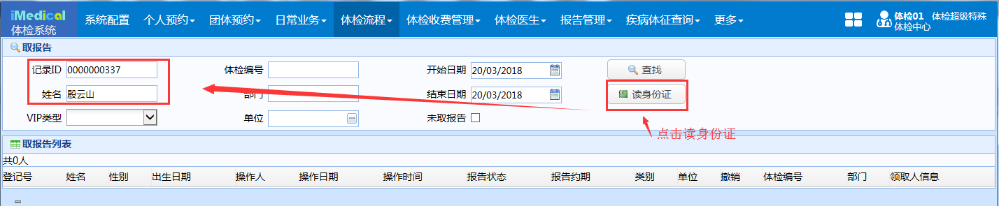 iMedical 体检系统 系统配置 个人预约 团体预约 日常业务 体检流程 体检收费管理 体检医生 报告管理 疾病体征查询 更多 体检01 体检超级特殊 体检中心
取报告
记录ID 0000000337 体检编号 开始日期 20/03/2018 查找
姓名 殷云山 部门 结束日期 20/03/2018 读身份证
VIP类型 单位 ... 未取报告
点击读身份证
取报告列表
共0人
登记号 姓名 性别 出生日期 操作人 操作日期 操作时间 报告状态 报告约期 类别 单位 撤销 体检编号 部门 领取人信息